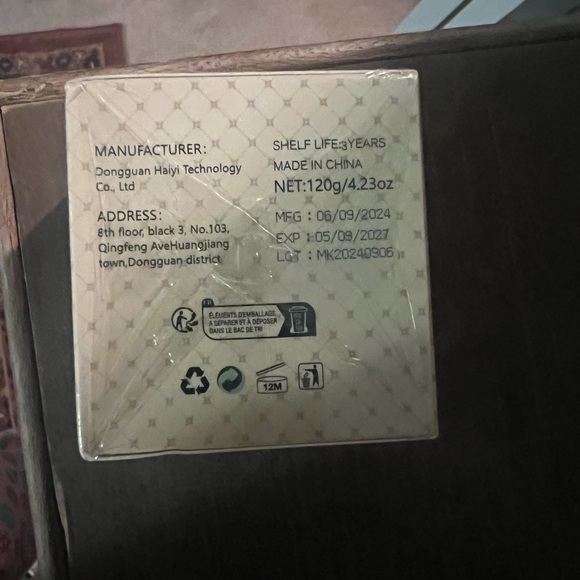 MANUFACTURER:
Dongguan Haiyi Technology
Co., Ltd
ADDRESS:
8th floor, black 3, No.103,
Qingfeng AveHuangjiang
town,Dongguan district
SHELF LIFE:3YEARS
MADE IN CHINA
NET:120g/4.23oz
MFG : 06/09/2024
EXP : 05/09/2027
LOT : MK20240906
FR
ÉLÉMENTS D'EMBALLAGE
À SÉPARER ET À DÉPOSER
DANS LE BAC DE TRI
12M